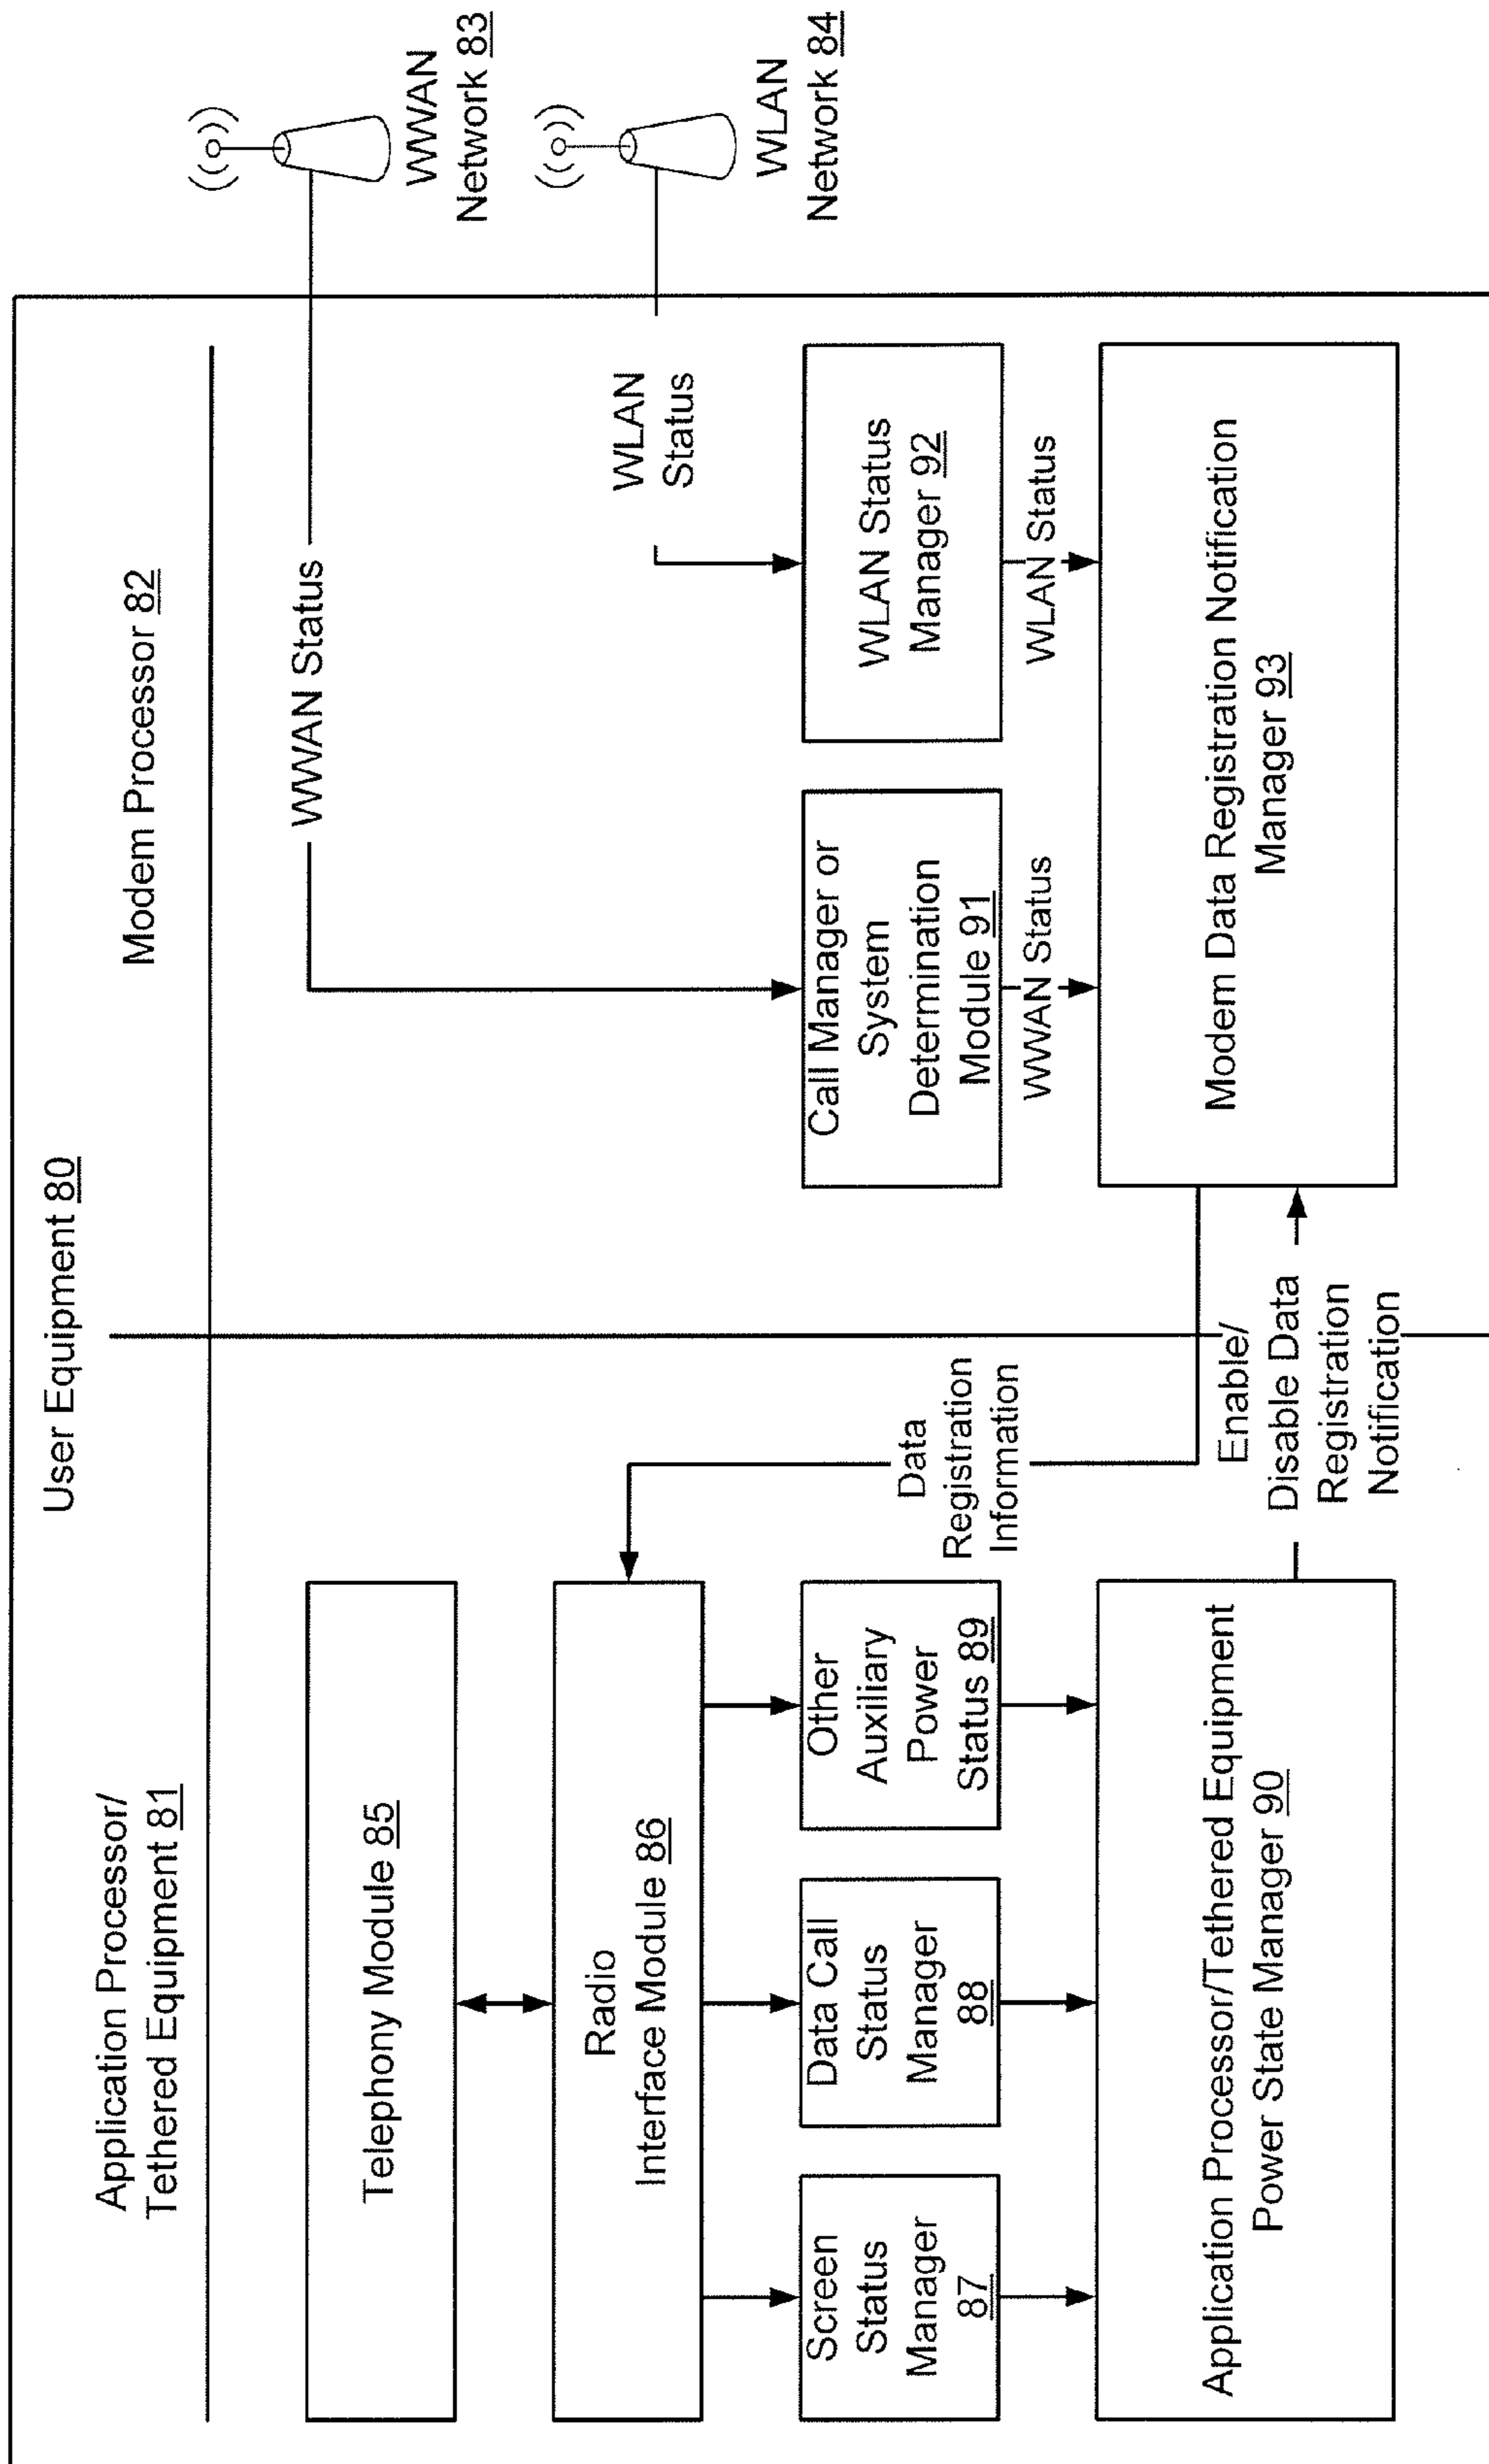 User Equipment 80
Application Processor/
Tethered Equipment 81
Modem Processor 82
WWAN
Network 83
WLAN
Network 84
Telephony Module 85
Radio
Interface Module 86
Screen
Status
Manager
87
Data Call
Status
Manager
88
Other
Auxiliary
Power
Status 89
Application Processor/Tethered Equipment
Power State Manager 90
Data
Registration
Information
Enable/
Disable Data
Registration
Notification
WWAN Status
WLAN
Status
Call Manager or
System
Determination
Module 91
WLAN Status
Manager 92
WWAN Status
WLAN Status
Modem Data Registration Notification
Manager 93